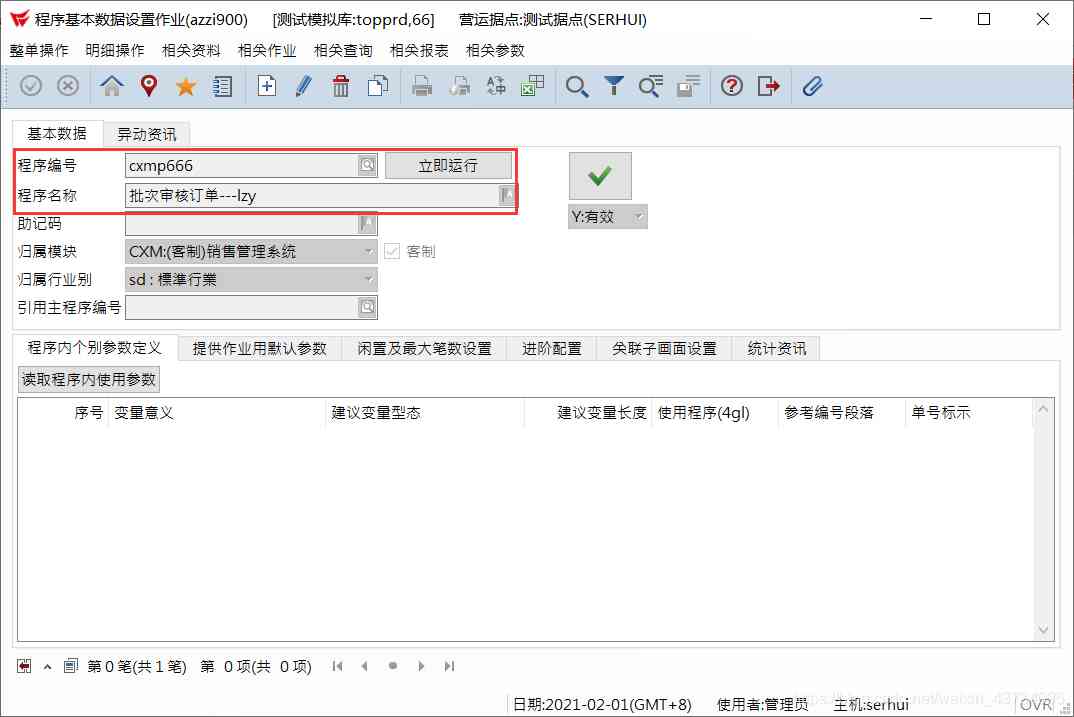 程序基本数据设置作业(azzi900) [测试模拟库:topprd,66] 营运据点:测试据点(SERHUI)
整单操作 明细操作 相关资料 相关作业 相关查询 相关报表 相关参数
基本数据 异动资讯
程序编号 cxmp666 立即运行
程序名称 批次审核订单---lzy
Y:有效
助记码
归属模块 CXM:(客制)销售管理系统 客制
归属行业别 sd : 標準行業
引用主程序编号
程序内个别参数定义 提供作业用默认参数 闲置及最大笔数设置 进阶配置 关联子画面设置 统计资讯
读取程序内使用参数
序号 变量意义 建议变量型态 建议变量长度 使用程序(4gl) 参考编号段落 单号标示
第 0 笔(共 1 笔) 第 0 项(共 0 项)
日期:2021-02-01(GMT+8) 使用者:管理员 主机:serhui OVR